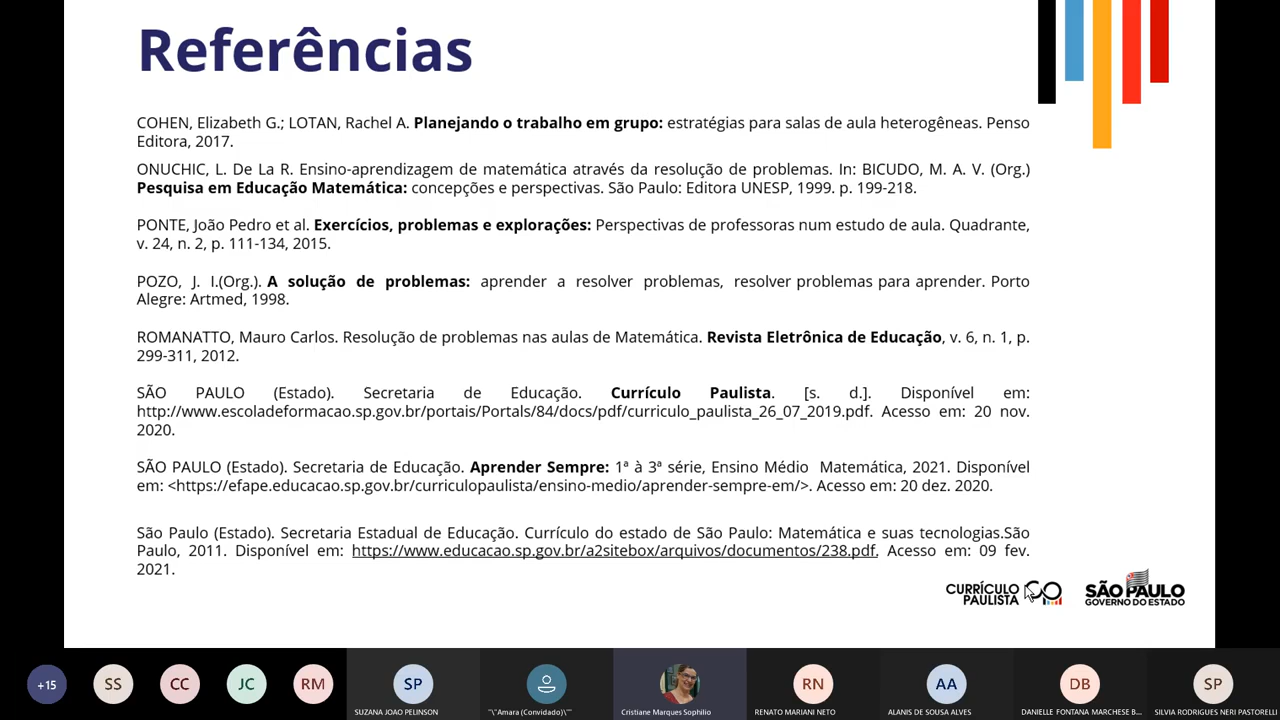 Referências
COHEN, Elizabeth G.; LOTAN, Rachel A. Planejando o trabalho em grupo: estratégias para salas de aula heterogêneas. Penso
Editora, 2017.
ONUCHIC, L. De La R. Ensino-aprendizagem de matemática através da resolução de problemas. In: BICUDO, M. A. V. (Org.)
Pesquisa em Educação Matemática: concepções e perspectivas. São Paulo: Editora UNESP, 1999. p. 199-218.
PONTE, João Pedro et al. Exercícios, problemas e explorações: Perspectivas de professoras num estudo de aula. Quadrante,
v. 24, n. 2, p. 111-134, 2015.
POZO, J. I.(Org.). A solução de problemas: aprender a resolver problemas, resolver problemas para aprender. Porto
Alegre: Artmed, 1998.
ROMANATTO, Mauro Carlos. Resolução de problemas nas aulas de Matemática. Revista Eletrônica de Educação, v. 6, n. 1, p.
299-311, 2012.
SÃO PAULO (Estado). Secretaria de Educação. Currículo Paulista. [s. d.]. Disponível em:
http://www.escoladeformacao.sp.gov.br/portais/Portals/84/docs/pdf/curriculo_paulista_26_07_2019.pdf. Acesso em: 20 nov.
2020.
SÃO PAULO (Estado). Secretaria de Educação. Aprender Sempre: 1ª à 3ª série, Ensino Médio Matemática, 2021. Disponível
em: <https://efape.educacao.sp.gov.br/curriculopaulista/ensino-medio/aprender-sempre-em/>. Acesso em: 20 dez. 2020.
São Paulo (Estado). Secretaria Estadual de Educação. Currículo do estado de São Paulo: Matemática e suas tecnologias.São
Paulo, 2011. Disponível em: https://www.educacao.sp.gov.br/a2sitebox/arquivos/documentos/238.pdf. Acesso em: 09 fev.
2021.
CURRÍCULO
PAULISTA
SÃO PAULO
GOVERNO DO ESTADO
+15
SS
CC
JC
RM
SP
SUZANA JOAO PELINSON
"\"Amara (Convidado)\""
Cristiane Marques Sophilio
RN
RENATO MARIANI NETO
AA
ALANIS DE SOUSA ALVES
DB
DANIELLE FONTANA MARCHESE B...
SP
SILVIA RODRIGUES NERI PASTORELLI